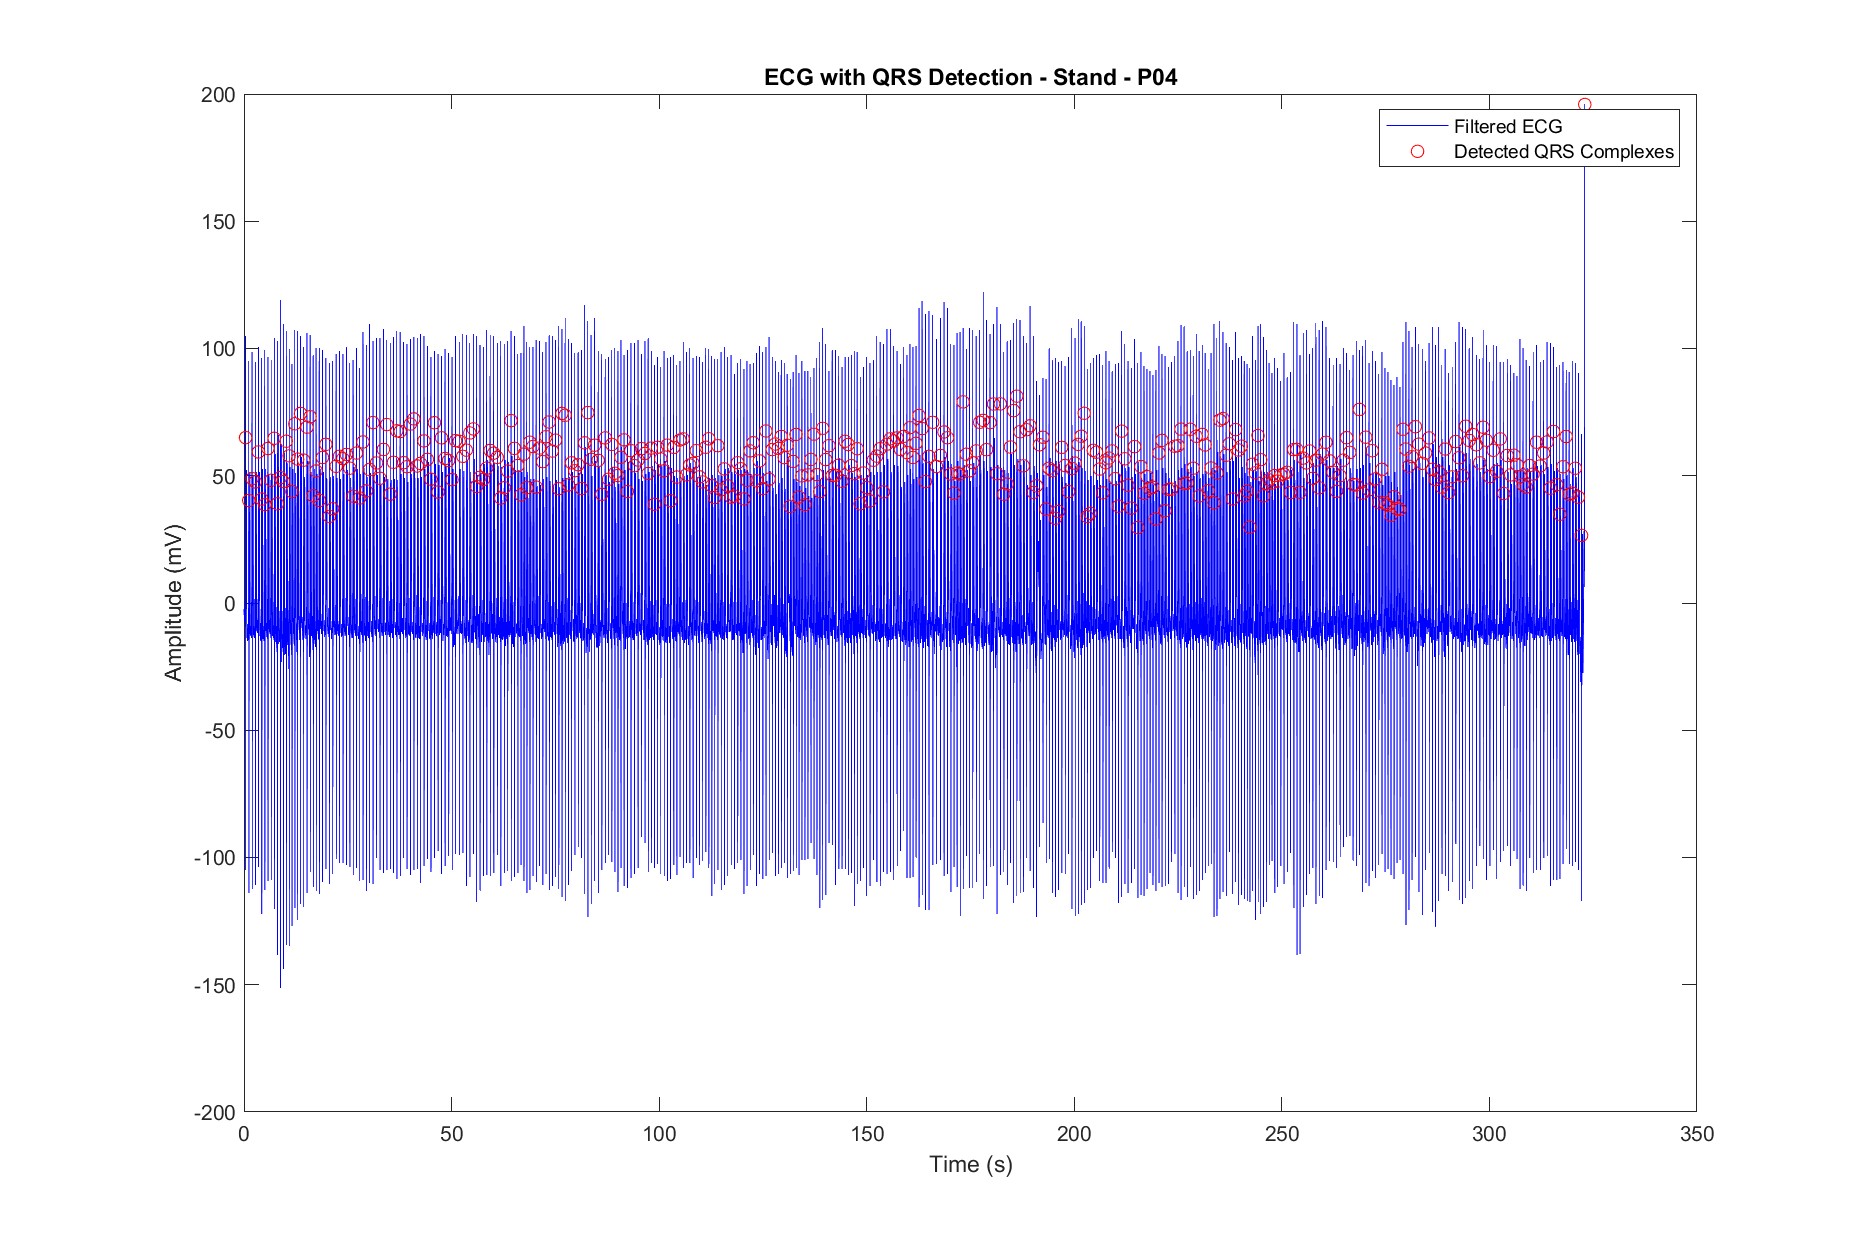 ECG with QRS Detection - Stand - P04
200
150
100
50
0
-50
-100
-150
-200
Amplitude (mV)
Filtered ECG
Detected QRS Complexes
0 50 100 150 200 250 300 350
Time (s)